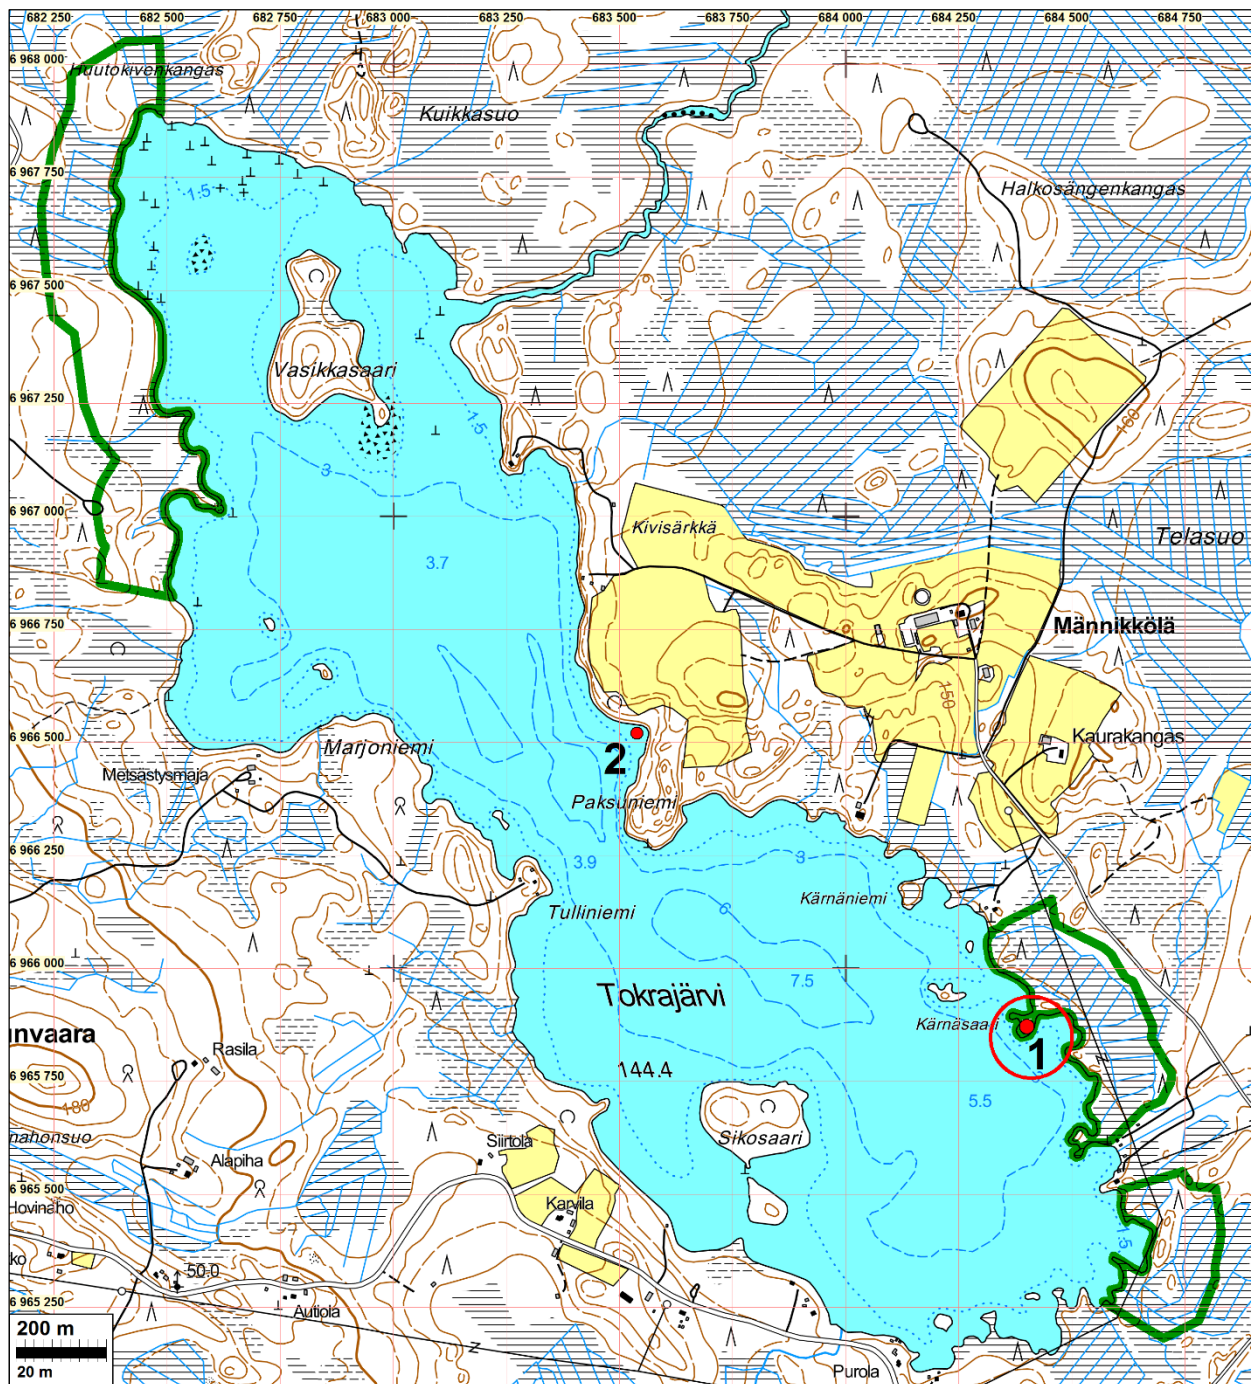 682 250
682 500
682 750
683 000
683 250
683 500
683 750
684 000
684 250
684 500
684 750
6 968 000
Huutokivenkangas
Kuikkasuo
6 967 750
1.5
Halkosängenkangas
6 967 500
Vasikkasaari
6 967 250
1.5
160
3
6 967 000
Kivisärkkä
Telasuo
3.7
6 966 750
Männikkölä
150
6 966 500
Marjoniemi
2
Kaurakangas
Metsästysmaja
Paksuniemi
6 966 250
3.9
3
Kärnäniemi
Tulliniemi
6
6 966 000
7.5
Tokrajärvi
Kärnäsaari
unvaara
1
Rasila
144.4
6 965 750
180
5.5
nahonsuo
Siirtola
Sikosaari
Alapiha
6 965 500
Hovinaho
Karvila
1.5
ko
50.0
6 965 250
Autiola
200 m
20 m
Purola